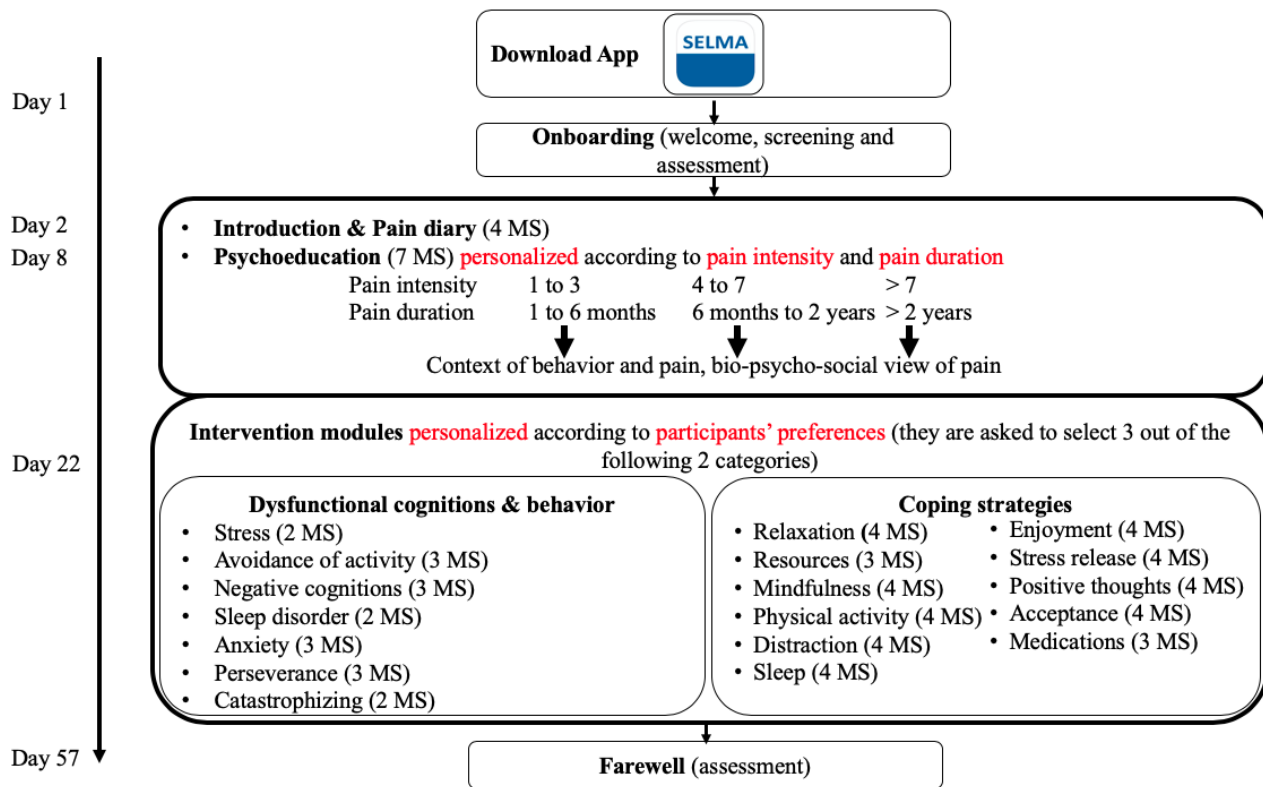 Download App
SELMA
Day 1
Onboarding (welcome, screening and
assessment)
Day 2
• Introduction & Pain diary (4 MS)
Day 8
• Psychoeducation (7 MS) personalized according to pain intensity and pain duration
Pain intensity 1 to 3 4 to 7 > 7
Pain duration 1 to 6 months 6 months to 2 years > 2 years
Context of behavior and pain, bio-psycho-social view of pain
Intervention modules personalized according to participants’ preferences (they are asked to select 3 out of the
following 2 categories)
Day 22
Dysfunctional cognitions & behavior
• Stress (2 MS)
• Avoidance of activity (3 MS)
• Negative cognitions (3 MS)
• Sleep disorder (2 MS)
• Anxiety (3 MS)
• Perseverance (3 MS)
• Catastrophizing (2 MS)
Coping strategies
• Relaxation (4 MS)
• Resources (3 MS)
• Mindfulness (4 MS)
• Physical activity (4 MS)
• Distraction (4 MS)
• Sleep (4 MS)
• Enjoyment (4 MS)
• Stress release (4 MS)
• Positive thoughts (4 MS)
• Acceptance (4 MS)
• Medications (3 MS)
Day 57
Farewell (assessment)